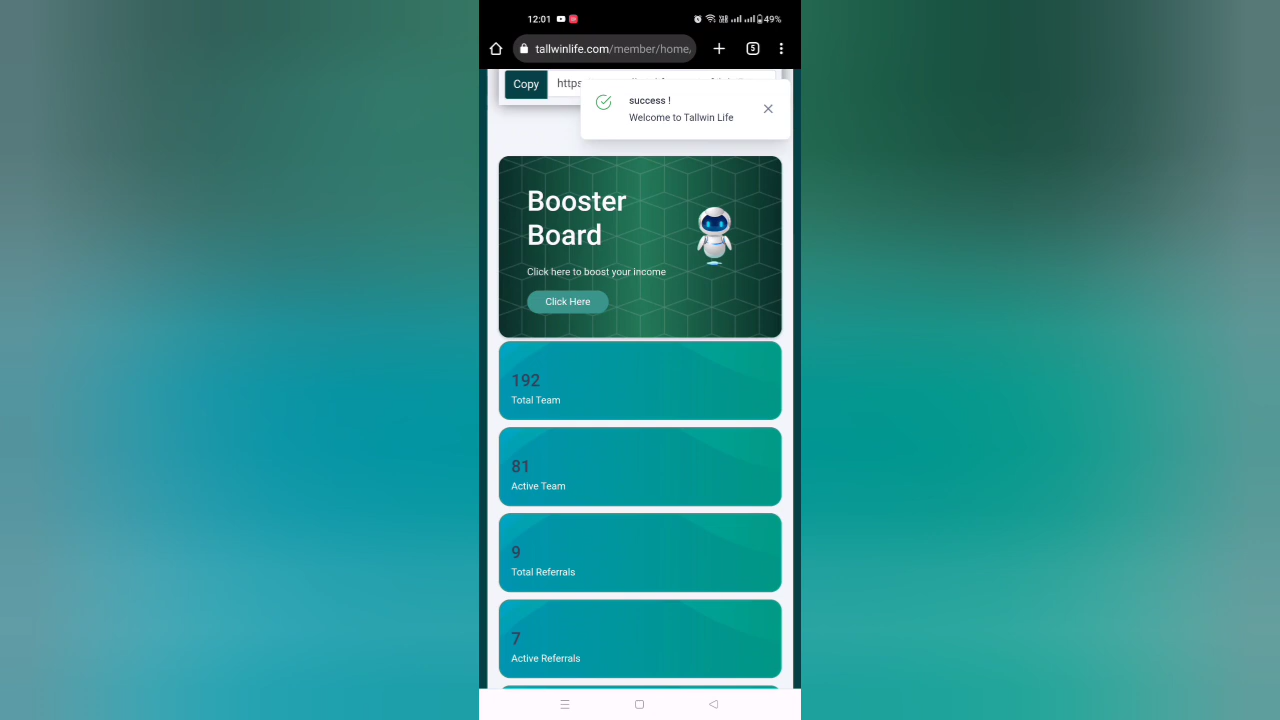 12:01
49%
tallwinlife.com/member/home,
5
Copy
https
success !
Welcome to Tallwin Life
Booster
Board
Click here to boost your income
Click Here
192
Total Team
81
Active Team
9
Total Referrals
7
Active Referrals